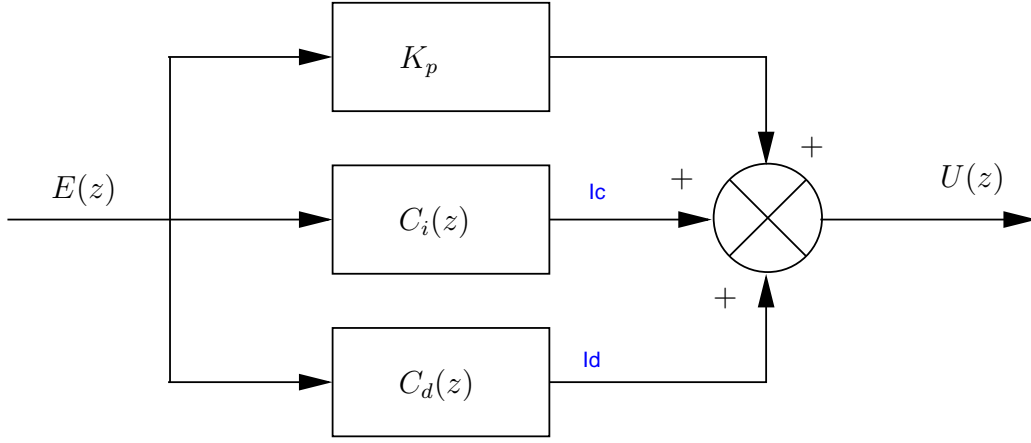 K_p
+
E(z)
C_i(z)
Ic
+
U(z)
+
C_d(z)
Id